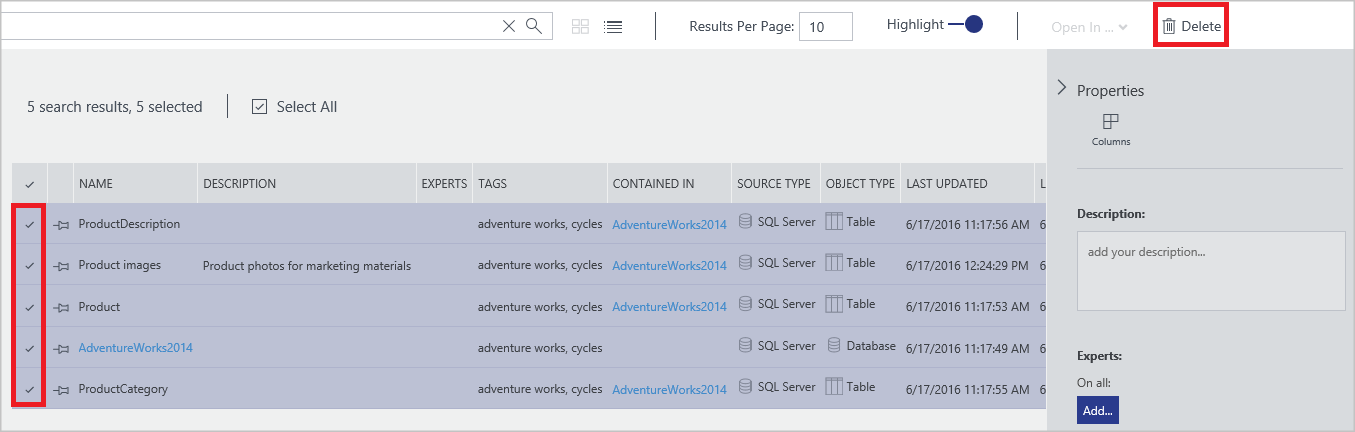 Results Per Page: 10 Highlight Open In ... Delete
5 search results, 5 selected Select All
Properties
Columns
NAME DESCRIPTION EXPERTS TAGS CONTAINED IN SOURCE TYPE OBJECT TYPE LAST UPDATED L
ProductDescription adventure works, cycles AdventureWorks2014 SQL Server Table 6/17/2016 11:17:56 AM 6
Product images Product photos for marketing materials adventure works, cycles AdventureWorks2014 SQL Server Table 6/17/2016 12:24:29 PM 6
Product adventure works, cycles AdventureWorks2014 SQL Server Table 6/17/2016 11:17:53 AM 6
AdventureWorks2014 adventure works, cycles SQL Server Database 6/17/2016 11:17:49 AM 6
ProductCategory adventure works, cycles AdventureWorks2014 SQL Server Table 6/17/2016 11:17:55 AM 6
Description:
add your description...
Experts:
On all:
Add...